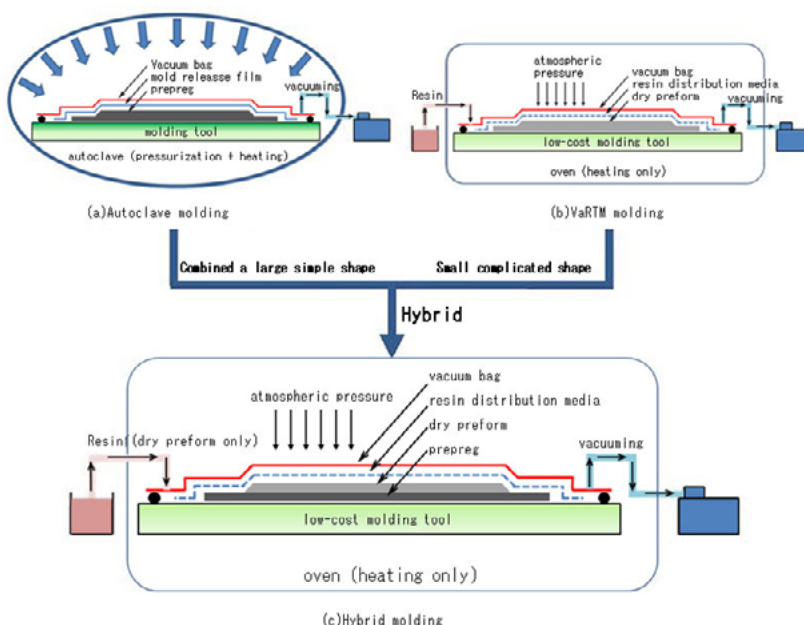 Vacuum bag
mold releasse film
prepreg
vacuuming
molding tool
autoclave (pressurization + heating)
(a)Autoclave molding
atmospheric
pressure
vacuum bag
resin distribution media
dry preform
Resin
vacuuming
low-cost molding tool
oven (heating only)
(b)VaRTM molding
Combined a large simple shape
Small complicated shape
Hybrid
vacuum bag
atmospheric pressure
resin distribution media
Resin (dry preform only)
dry preform
prepreg
vacuuming
low-cost molding tool
oven (heating only)
(c)Hybrid molding